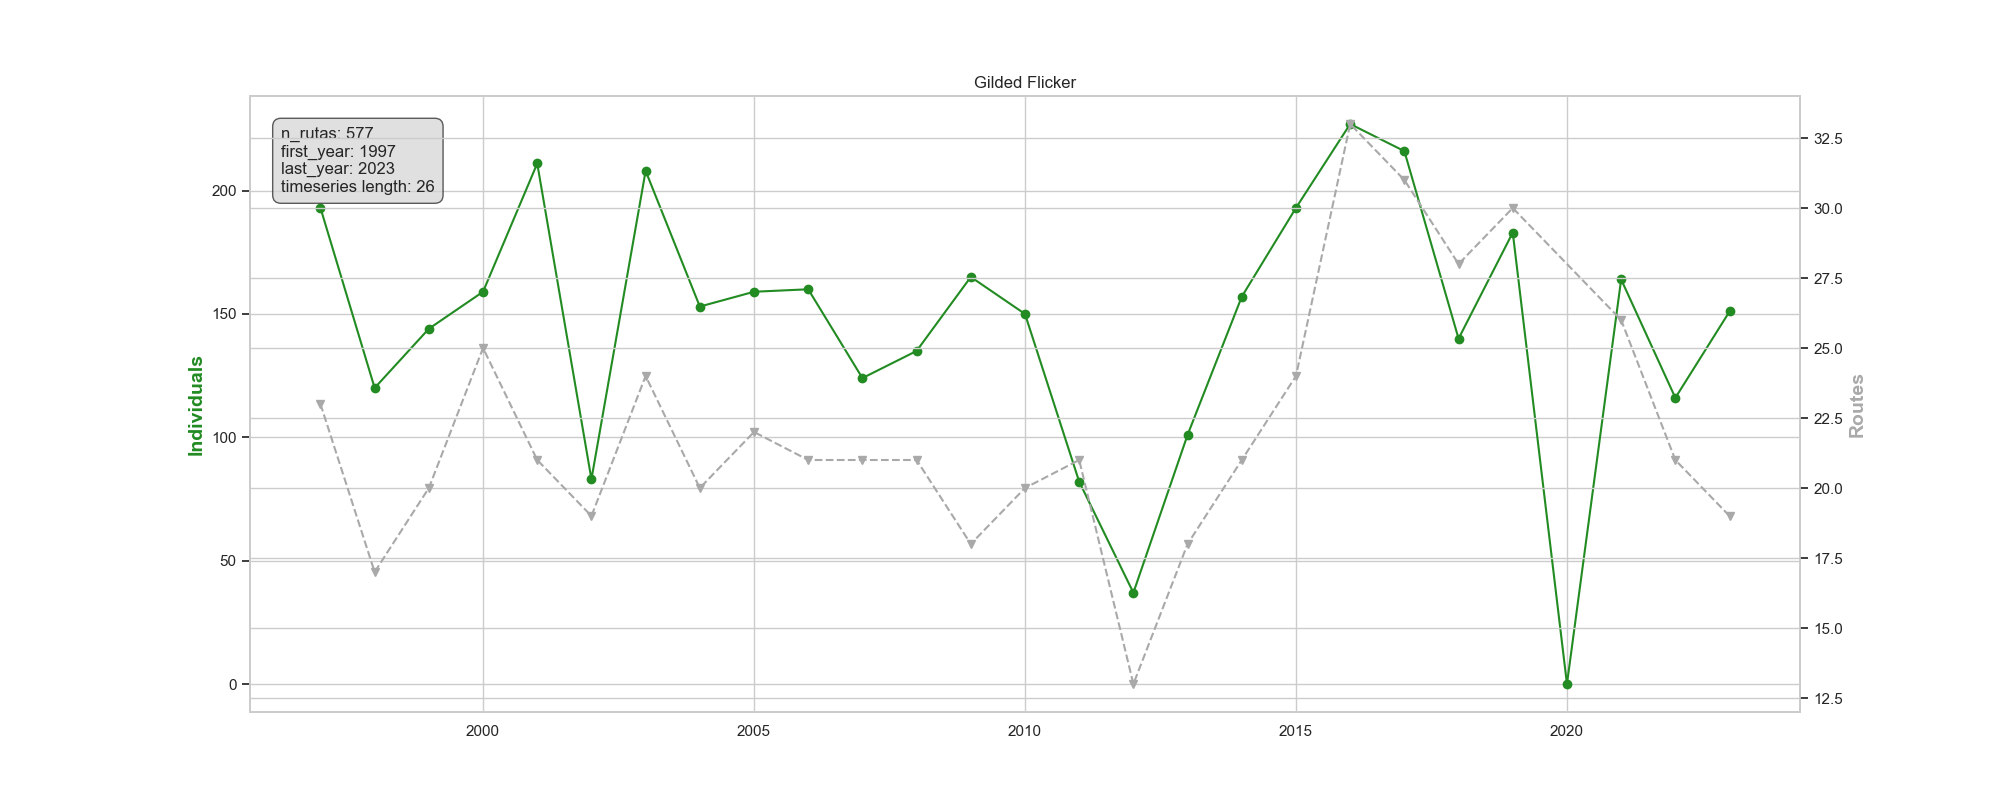 Gilded Flicker
n_rutas: 577
first_year: 1997
last_year: 2023
timeseries length: 26
Individuals
200
150
100
50
0
Routes
32.5
30.0
27.5
25.0
22.5
20.0
17.5
15.0
12.5
2000
2005
2010
2015
2020